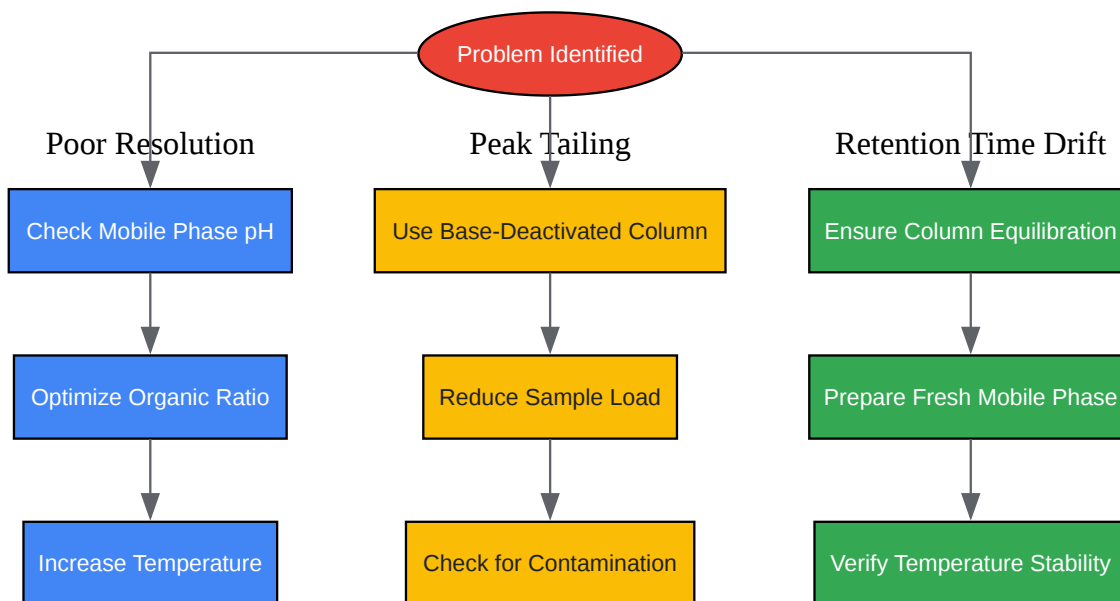 Problem Identified
Poor Resolution
Peak Tailing
Retention Time Drift
Check Mobile Phase pH
Use Base-Deactivated Column
Ensure Column Equilibration
Optimize Organic Ratio
Reduce Sample Load
Prepare Fresh Mobile Phase
Increase Temperature
Check for Contamination
Verify Temperature Stability